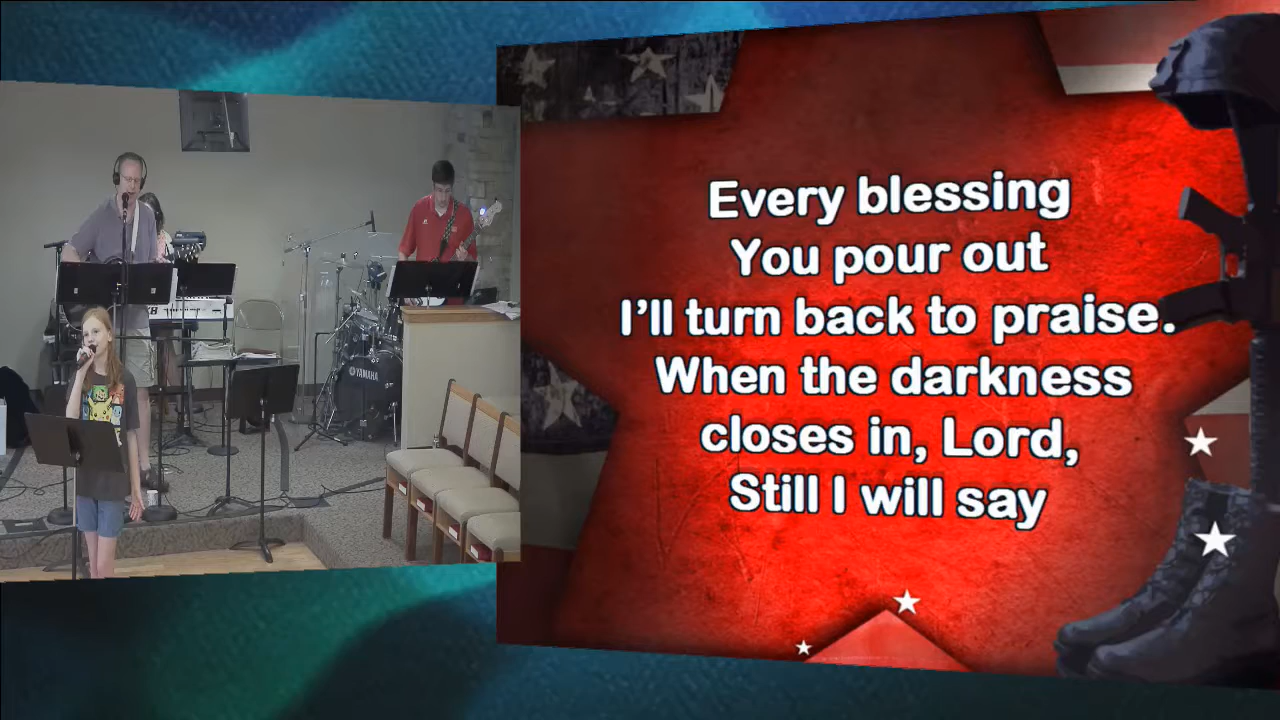 Every blessing
You pour out
I'll turn back to praise.
When the darkness
closes in, Lord,
Still I will say
YAMAHA